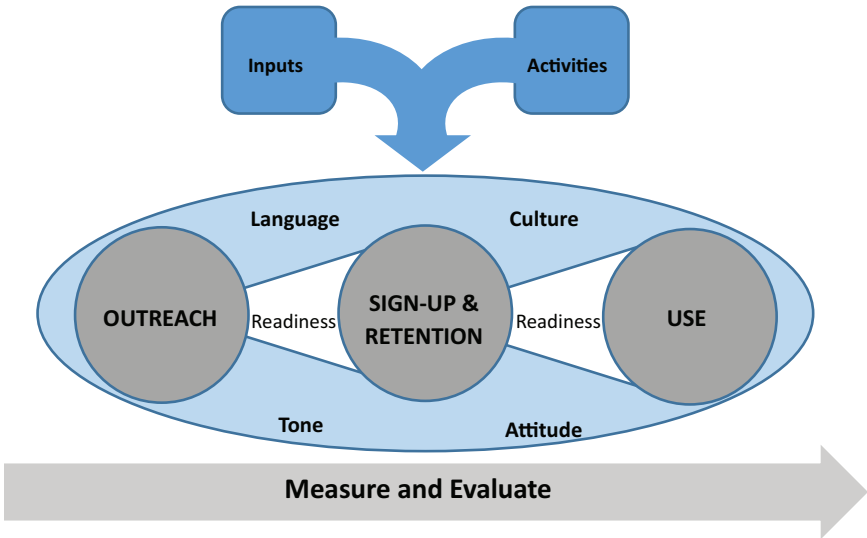 Inputs
Activities
Language
Culture
OUTREACH
Readiness
SIGN-UP &
RETENTION
Readiness
USE
Tone
Attitude
Measure and Evaluate